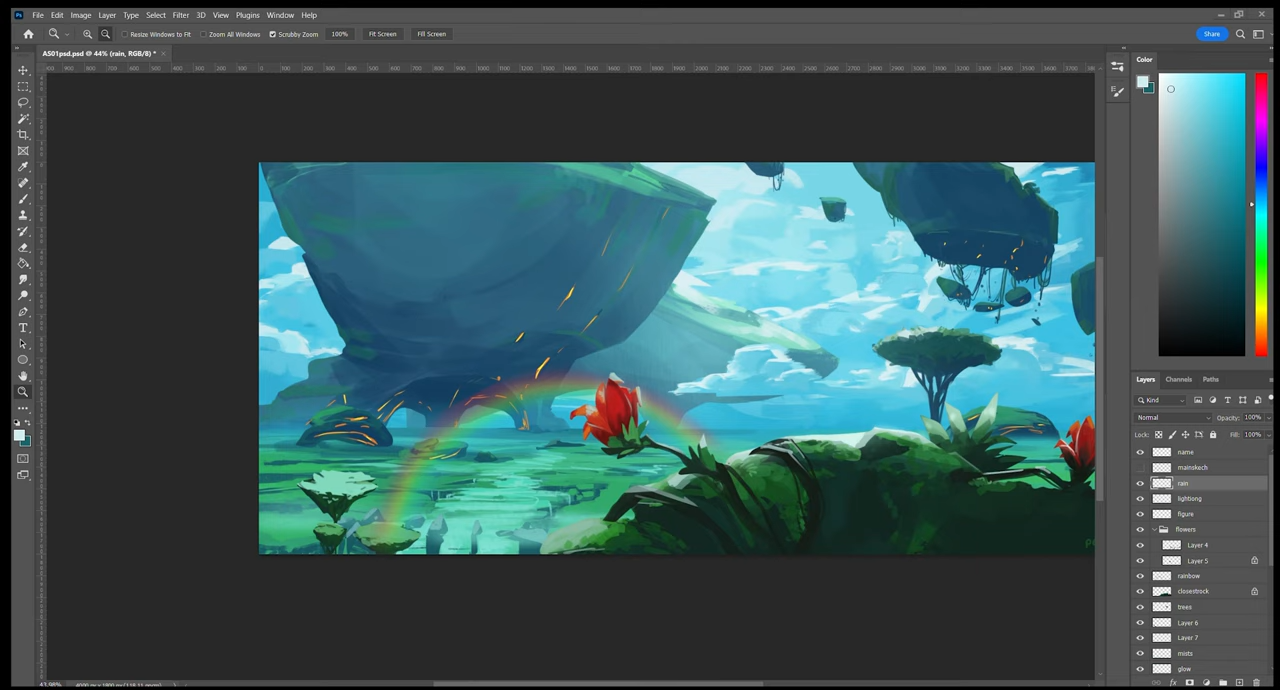 Ps File Edit Image Layer Type Select Filter 3D View Plugins Window Help
Resize Windows to Fit Zoom All Windows Scrubby Zoom 100% Fit Screen Fill Screen Share
AS01psd.psd @ 44% (rain, RGB/8) *
Color
Layers Channels Paths
Kind
Normal Opacity: 100%
Lock: Fill: 100%
name
mainskech
rain
lightong
figure
flowers
Layer 4
Layer 5
rainbow
closestrock
trees
Layer 6
Layer 7
mists
glow
fx